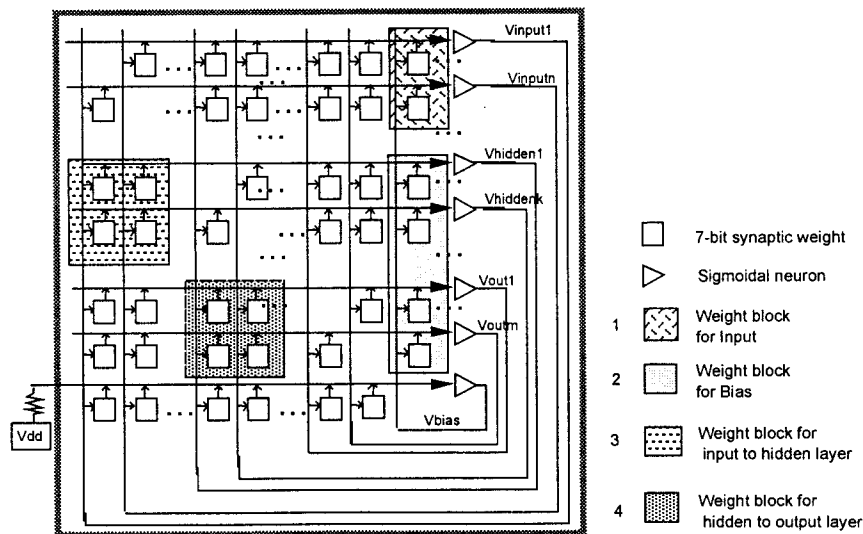 Vinput1
Vinputn
Vhidden1
Vhiddenk
Vout1
Voutm
Vbias
Vdd
7-bit synaptic weight
Sigmoidal neuron
1 Weight block
for Input
2 Weight block
for Bias
3 Weight block for
input to hidden layer
4 Weight block for
hidden to output layer